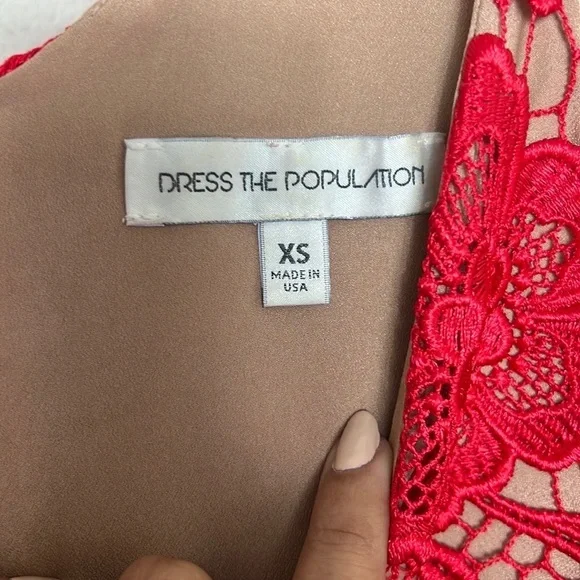 DRESS THE POPULATION
XS
MADE IN
USA